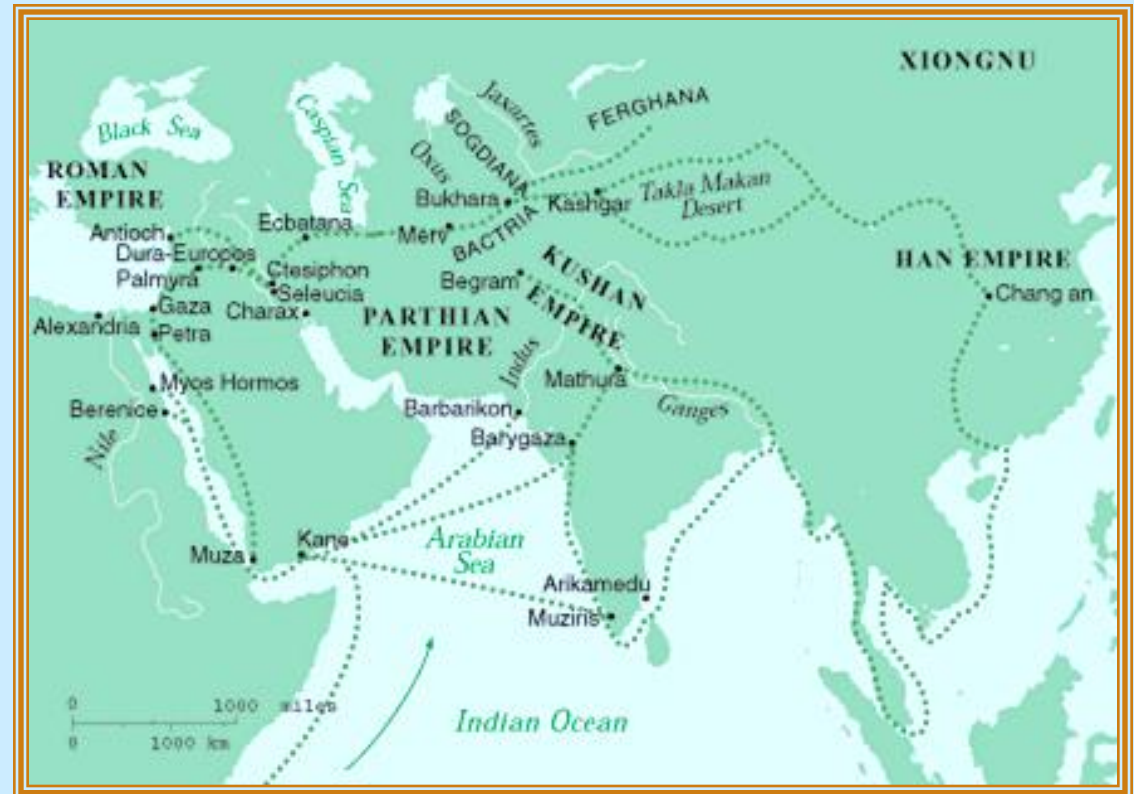 XIONGNU
Black Sea
Caspian Sea
Jaxartes
FERGHANA
SOGDIANA
Oxus
ROMAN
EMPIRE
Bukhara
Kashgar
Takla Makan
Desert
Antioch
Ecbatana
Merv
BACTRIA
Dura-Europos
Ctesiphon
HAN EMPIRE
Palmyra
Seleucia
Begram
KUSHAN
EMPIRE
Chang an
Gaza
Charax
PARTHIAN
EMPIRE
Alexandria
Petra
Indus
Mathura
Myos Hormos
Ganges
Berenice
Barbarikon
Nile
Barygaza
Muza
Kane
Arabian
Sea
Arikamedu
Muziris
0 1000 miles
0 1000 km
Indian Ocean